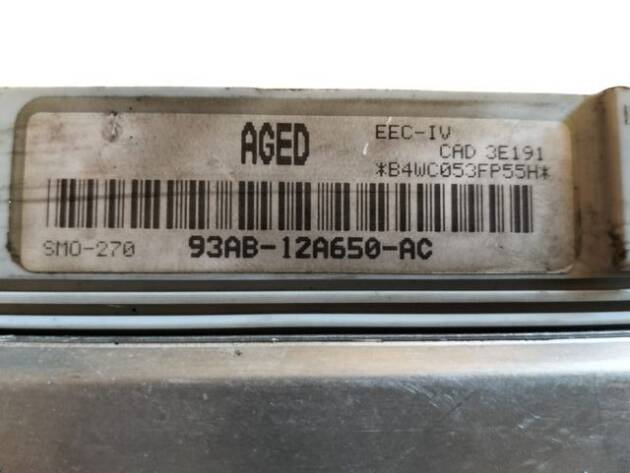 AGED
EEC-IV
CAD 3E191
*B4WC053FP55H*
SMO-270
93AB-12A650-AC